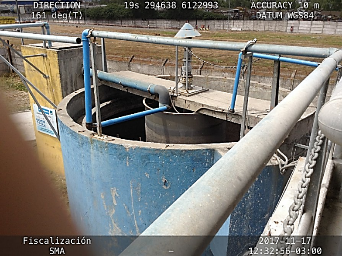 DIRECTION 19s 294638 6122993 ACCURACY 10 m
161 deg(T) DATUM WGS84
Fiscalización 2017-11-17
SMA - 12:32:56-03:00